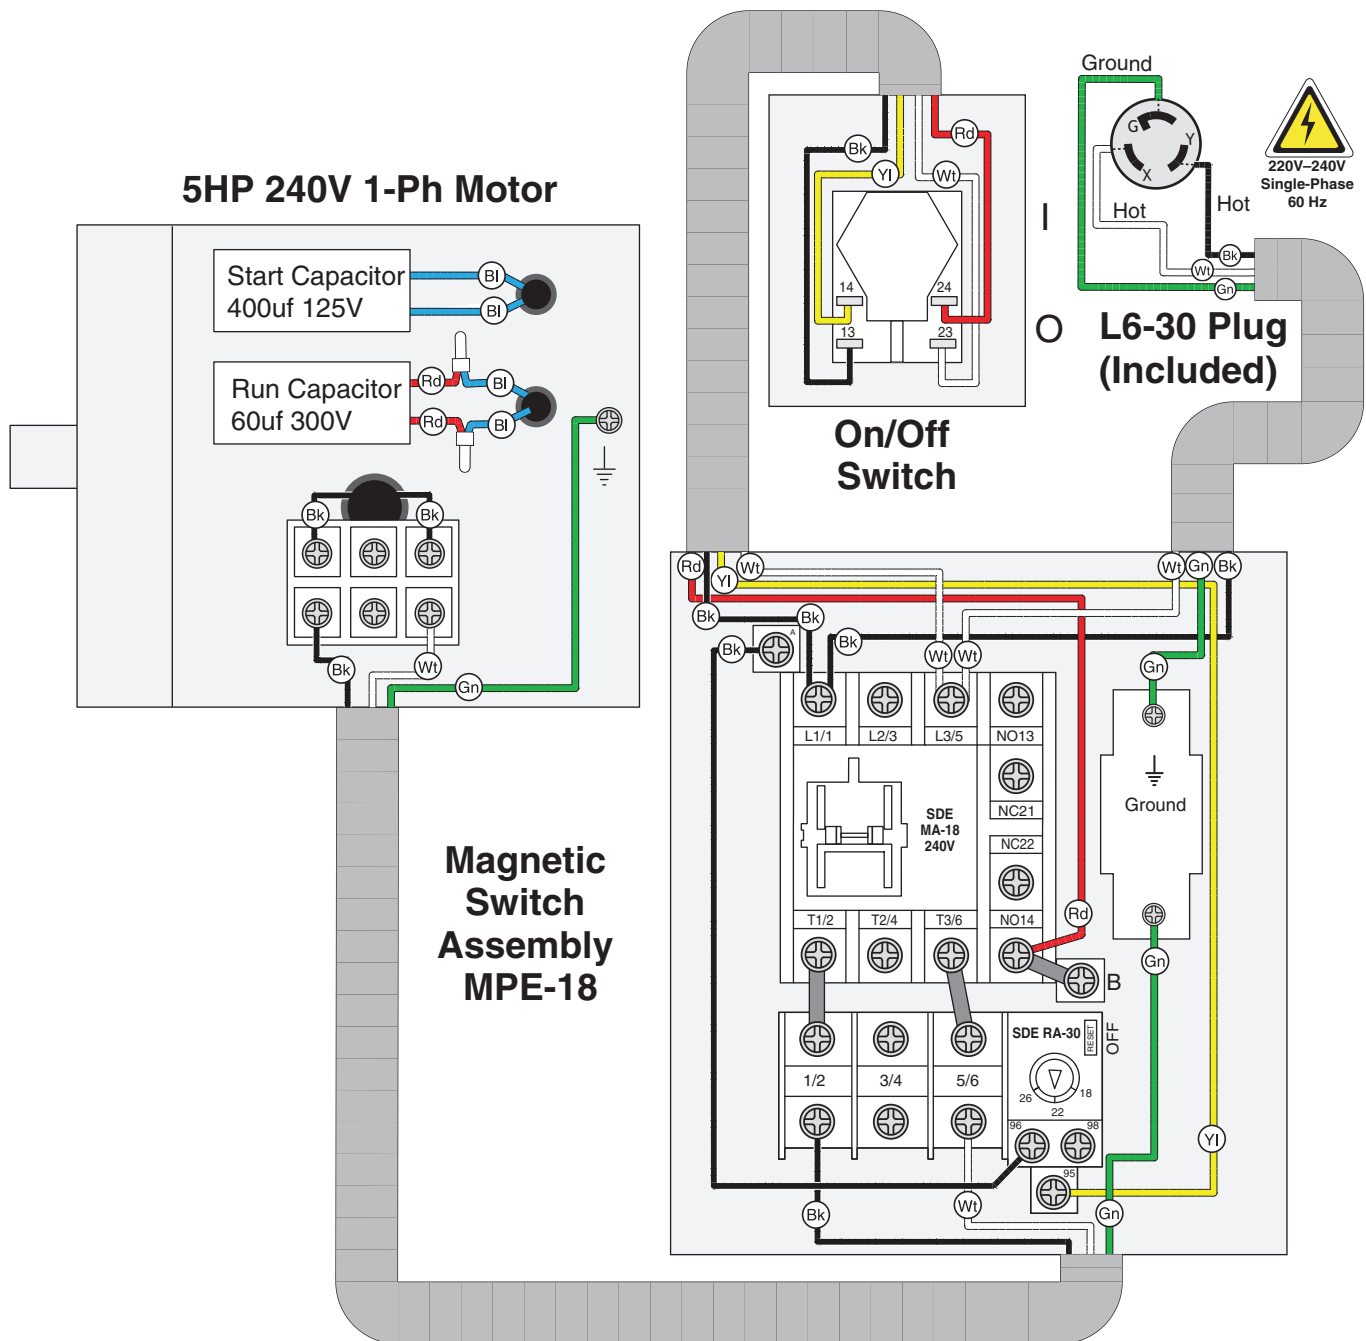 Ground
G
Y
X
Hot
Hot
Bk
Wt
Gn
220V–240V
Single-Phase
60 Hz
L6-30 Plug
(Included)
Rd
Bk
Yl
Wt
14
24
13
23
I
O
On/Off
Switch
5HP 240V 1-Ph Motor
Start Capacitor
400uf 125V
Bl
Bl
Run Capacitor
60uf 300V
Rd
Bl
Rd
Bl
Bk
Bk
Bk
Wt
Gn
Magnetic
Switch
Assembly
MPE-18
Rd
Yl
Wt
Wt
Gn
Bk
Bk
Bk
Bk
A
Bk
Wt
Wt
Gn
L1/1
L2/3
L3/5
NO13
NC21
SDE
MA-18
240V
NC22
Ground
T1/2
T2/4
T3/6
NO14
Rd
Gn
B
SDE RA-30
RESET
OFF
1/2
3/4
5/6
26
18
22
96
98
95
Yl
Bk
Wt
Gn